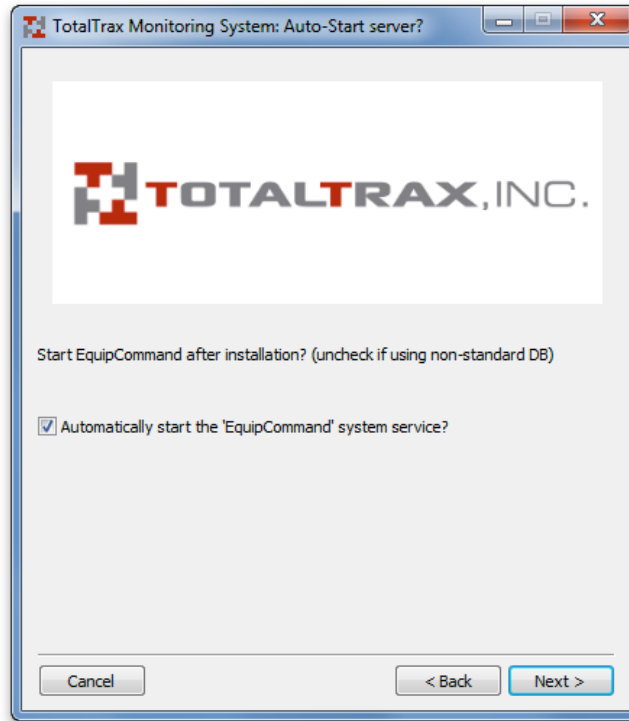 TotalTrax Monitoring System: Auto-Start server?
TOTALTRAX, INC.
Start EquipCommand after installation? (uncheck if using non-standard DB)
Automatically start the 'EquipCommand' system service?
Cancel
< Back
Next >